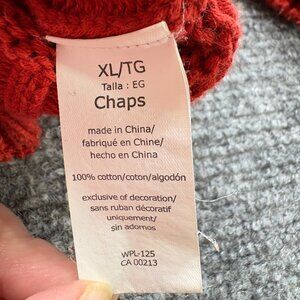 XL/TG
Talla : EG
Chaps
made in China/
fabriqué en Chine/
hecho en China
100% cotton/coton/algodón
exclusive of decoration/
sans ruban décoratif
uniquement/
sin adornos
WPL-125
CA 00213